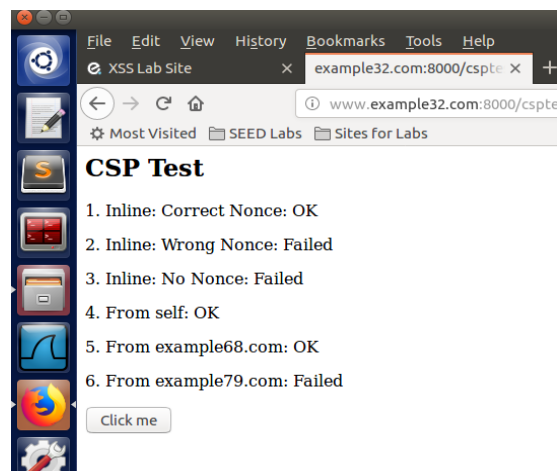 File Edit View History Bookmarks Tools Help
XSS Lab Site × example32.com:8000/cspte × +
www.example32.com:8000/cspte
Most Visited SEED Labs Sites for Labs
CSP Test
1. Inline: Correct Nonce: OK
2. Inline: Wrong Nonce: Failed
3. Inline: No Nonce: Failed
4. From self: OK
5. From example68.com: OK
6. From example79.com: Failed
Click me